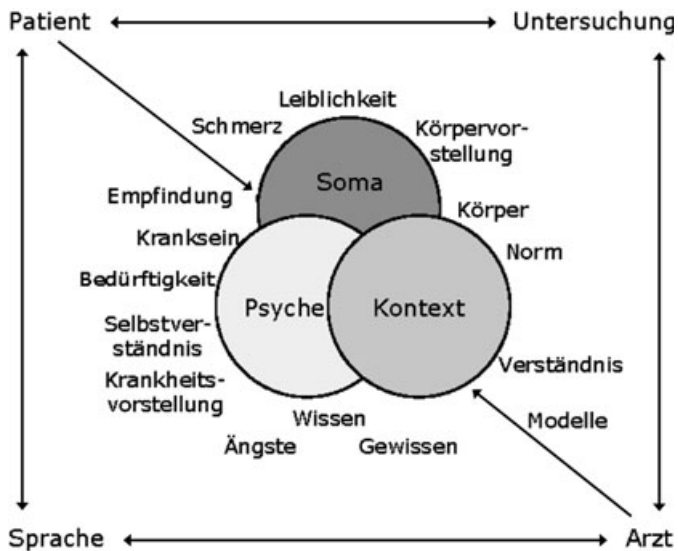 Patient
Untersuchung
Leiblichkeit
Schmerz
Körpervor-
stellung
Soma
Empfindung
Körper
Kranksein
Norm
Bedürftigkeit
Psyche
Kontext
Selbstver-
ständnis
Verständnis
Krankheits-
vorstellung
Wissen
Modelle
Ängste
Gewissen
Sprache
Arzt